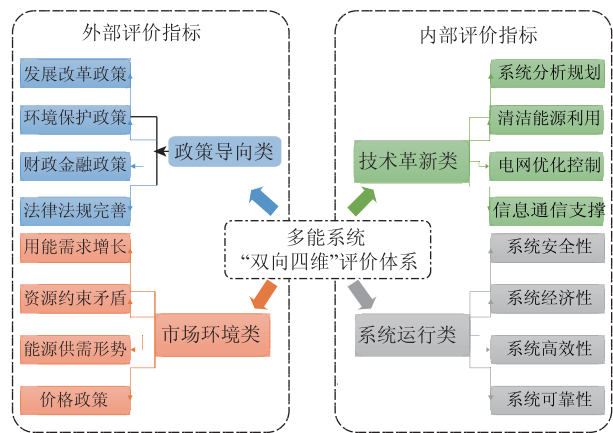 外部评价指标
发展改革政策
环境保护政策
财政金融政策
法律法规完善
政策导向类
用能需求增长
资源约束矛盾
能源供需形势
价格政策
市场环境类
多能系统
“双向四维”评价体系
内部评价指标
技术革新类
系统分析规划
清洁能源利用
电网优化控制
信息通信支撑
系统运行类
系统安全性
系统经济性
系统高效性
系统可靠性